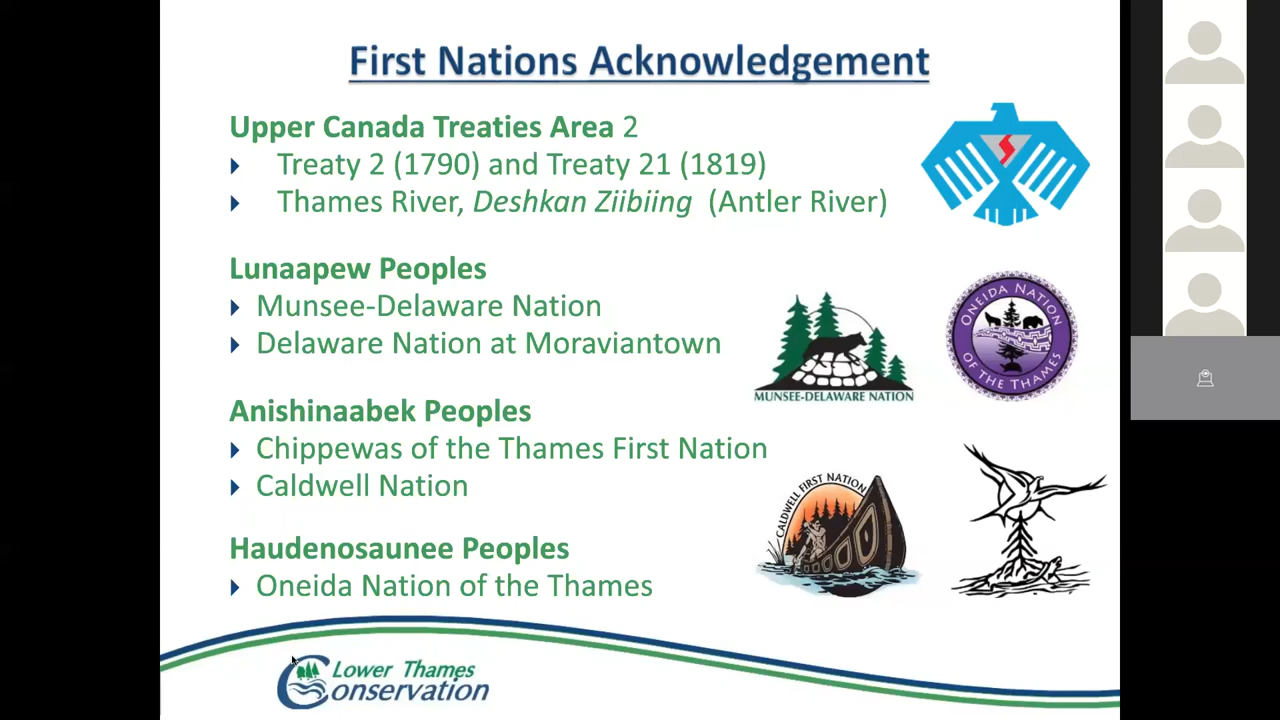 First Nations Acknowledgement
Upper Canada Treaties Area 2
Treaty 2 (1790) and Treaty 21 (1819)
Thames River, Deshkan Ziibiing (Antler River)
Lunaapew Peoples
Munsee-Delaware Nation
Delaware Nation at Moraviantown
MUNSEE-DELAWARE NATION
ONEIDA NATION
OF THE THAMES
Anishinaabek Peoples
Chippewas of the Thames First Nation
Caldwell Nation
CALDWELL FIRST NATION
Haudenosaunee Peoples
Oneida Nation of the Thames
Lower Thames
Conservation